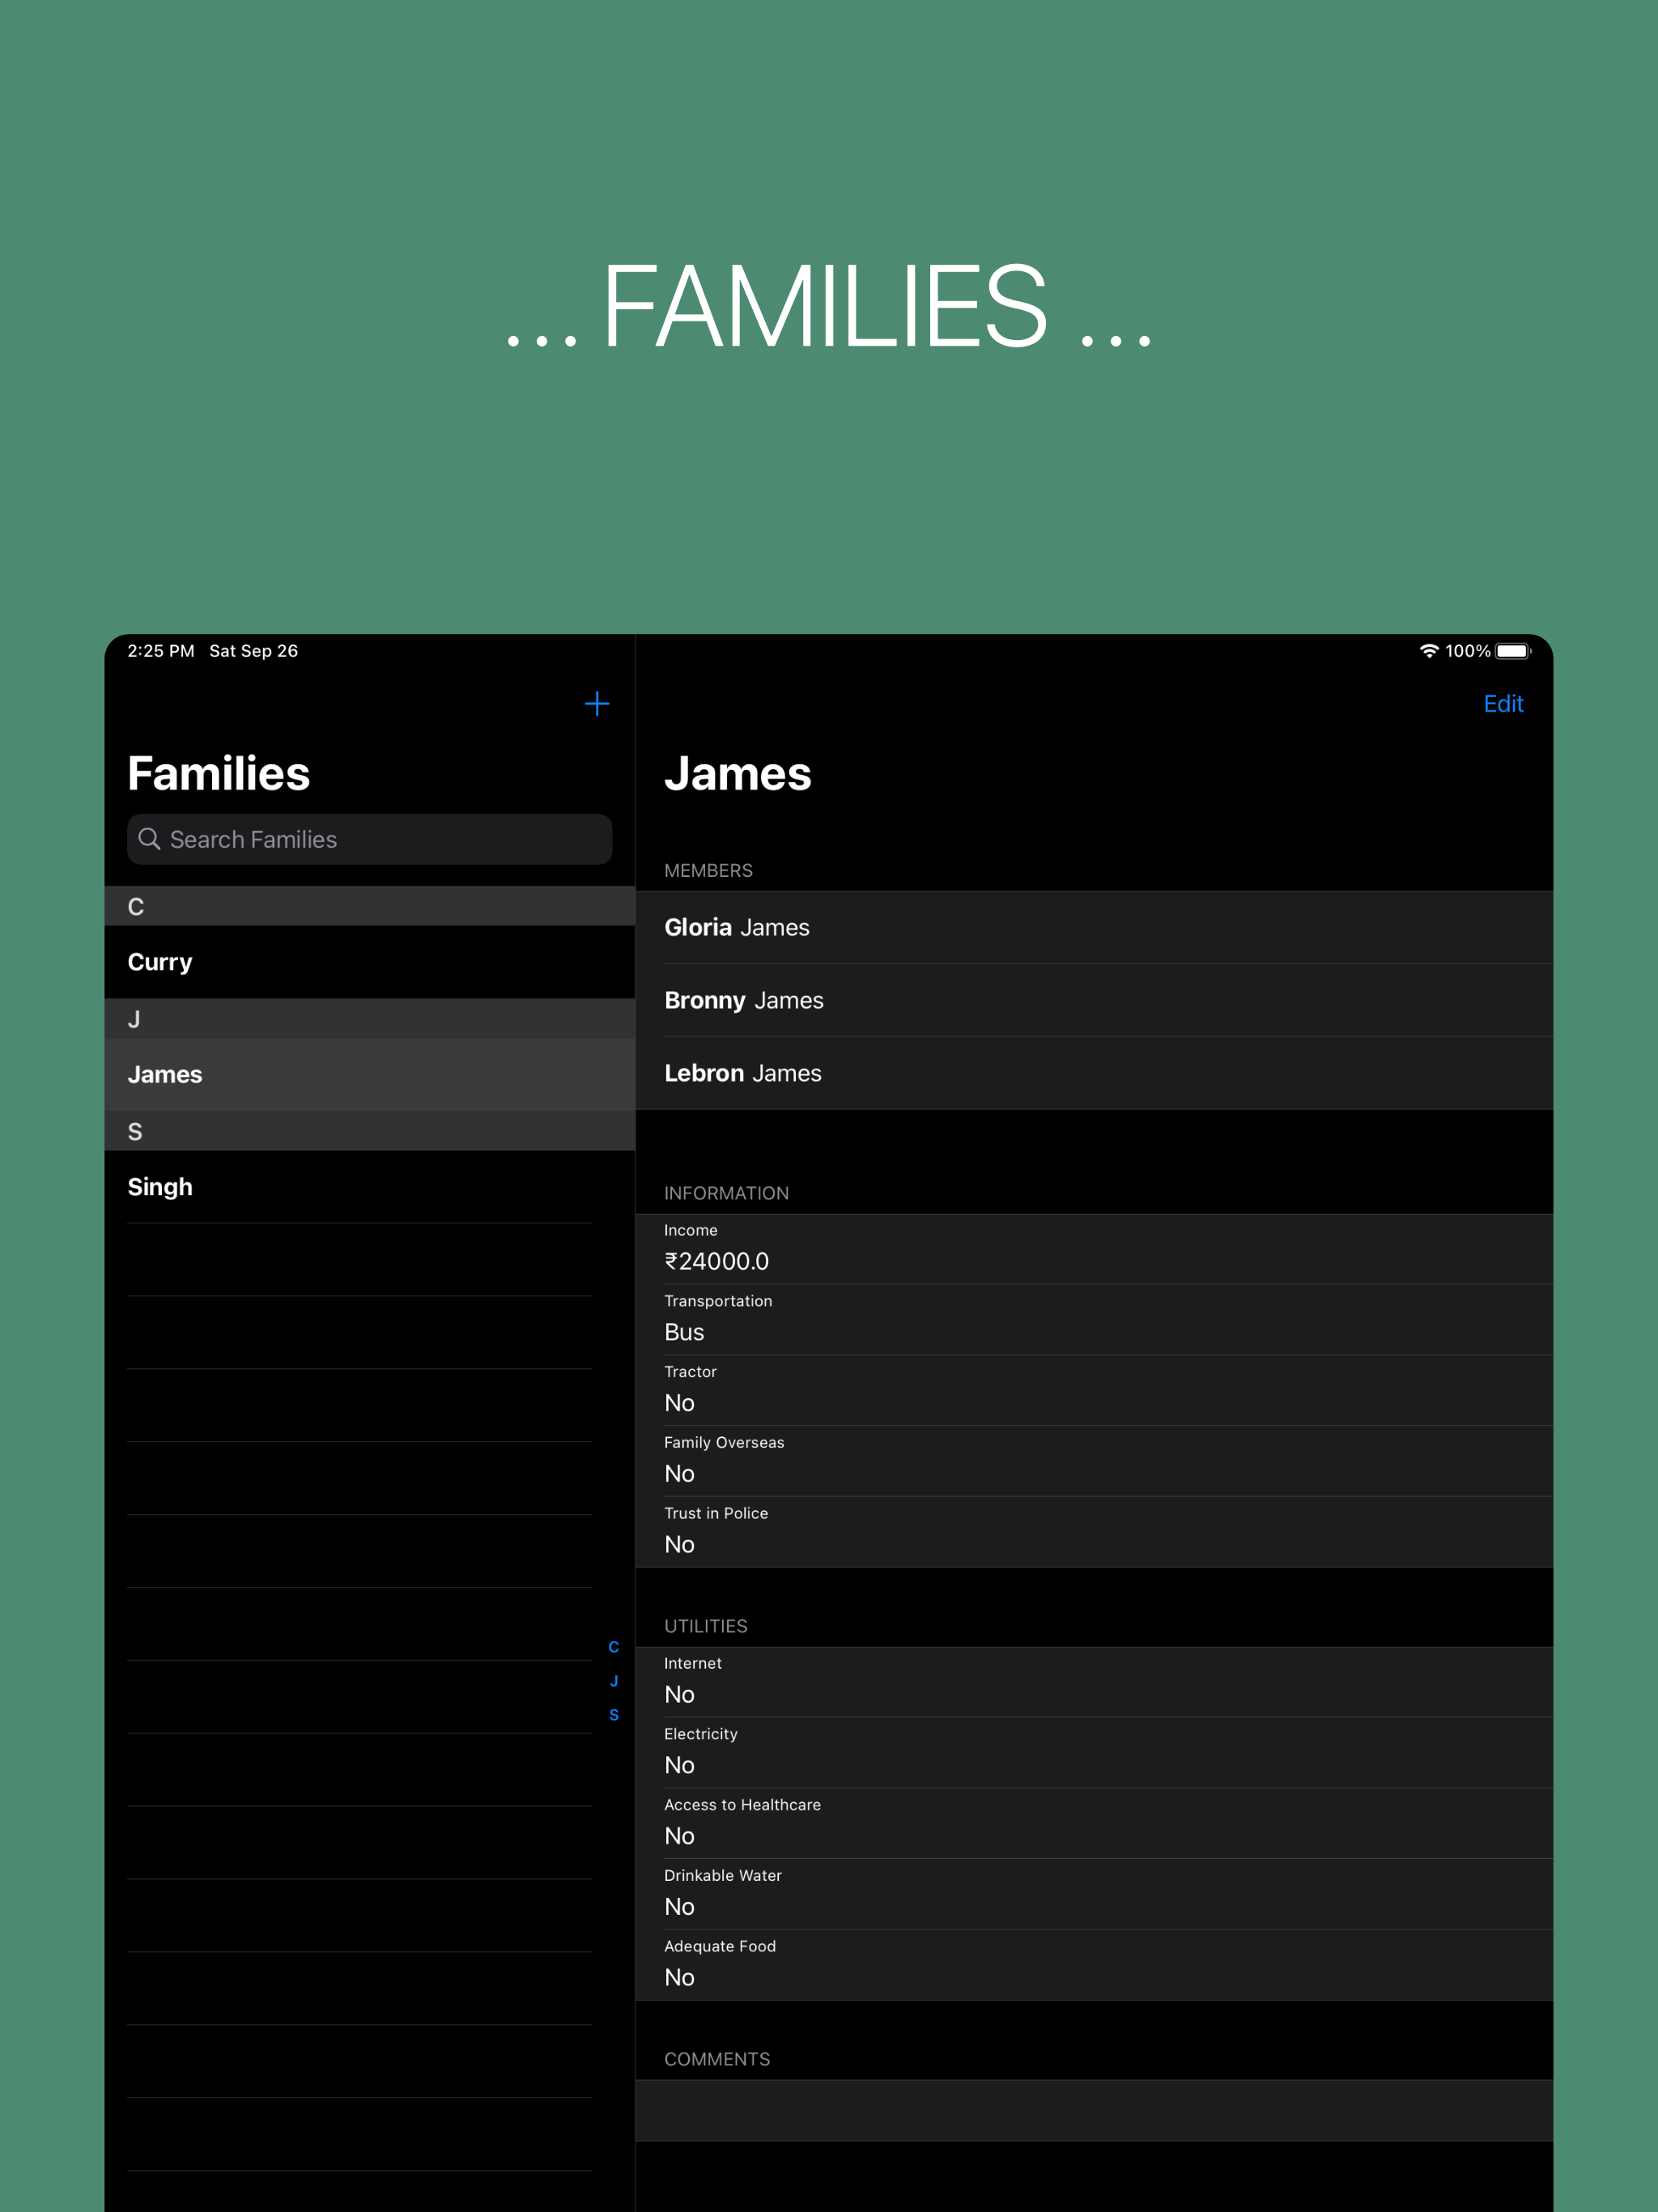 ... FAMILIES ...
2:25 PM Sat Sep 26
100%
Edit
Families
Search Families
C
Curry
J
James
S
Singh
C
J
S
James
MEMBERS
Gloria James
Bronny James
Lebron James
INFORMATION
Income
₹24000.0
Transportation
Bus
Tractor
No
Family Overseas
No
Trust in Police
No
UTILITIES
Internet
No
Electricity
No
Access to Healthcare
No
Drinkable Water
No
Adequate Food
No
COMMENTS